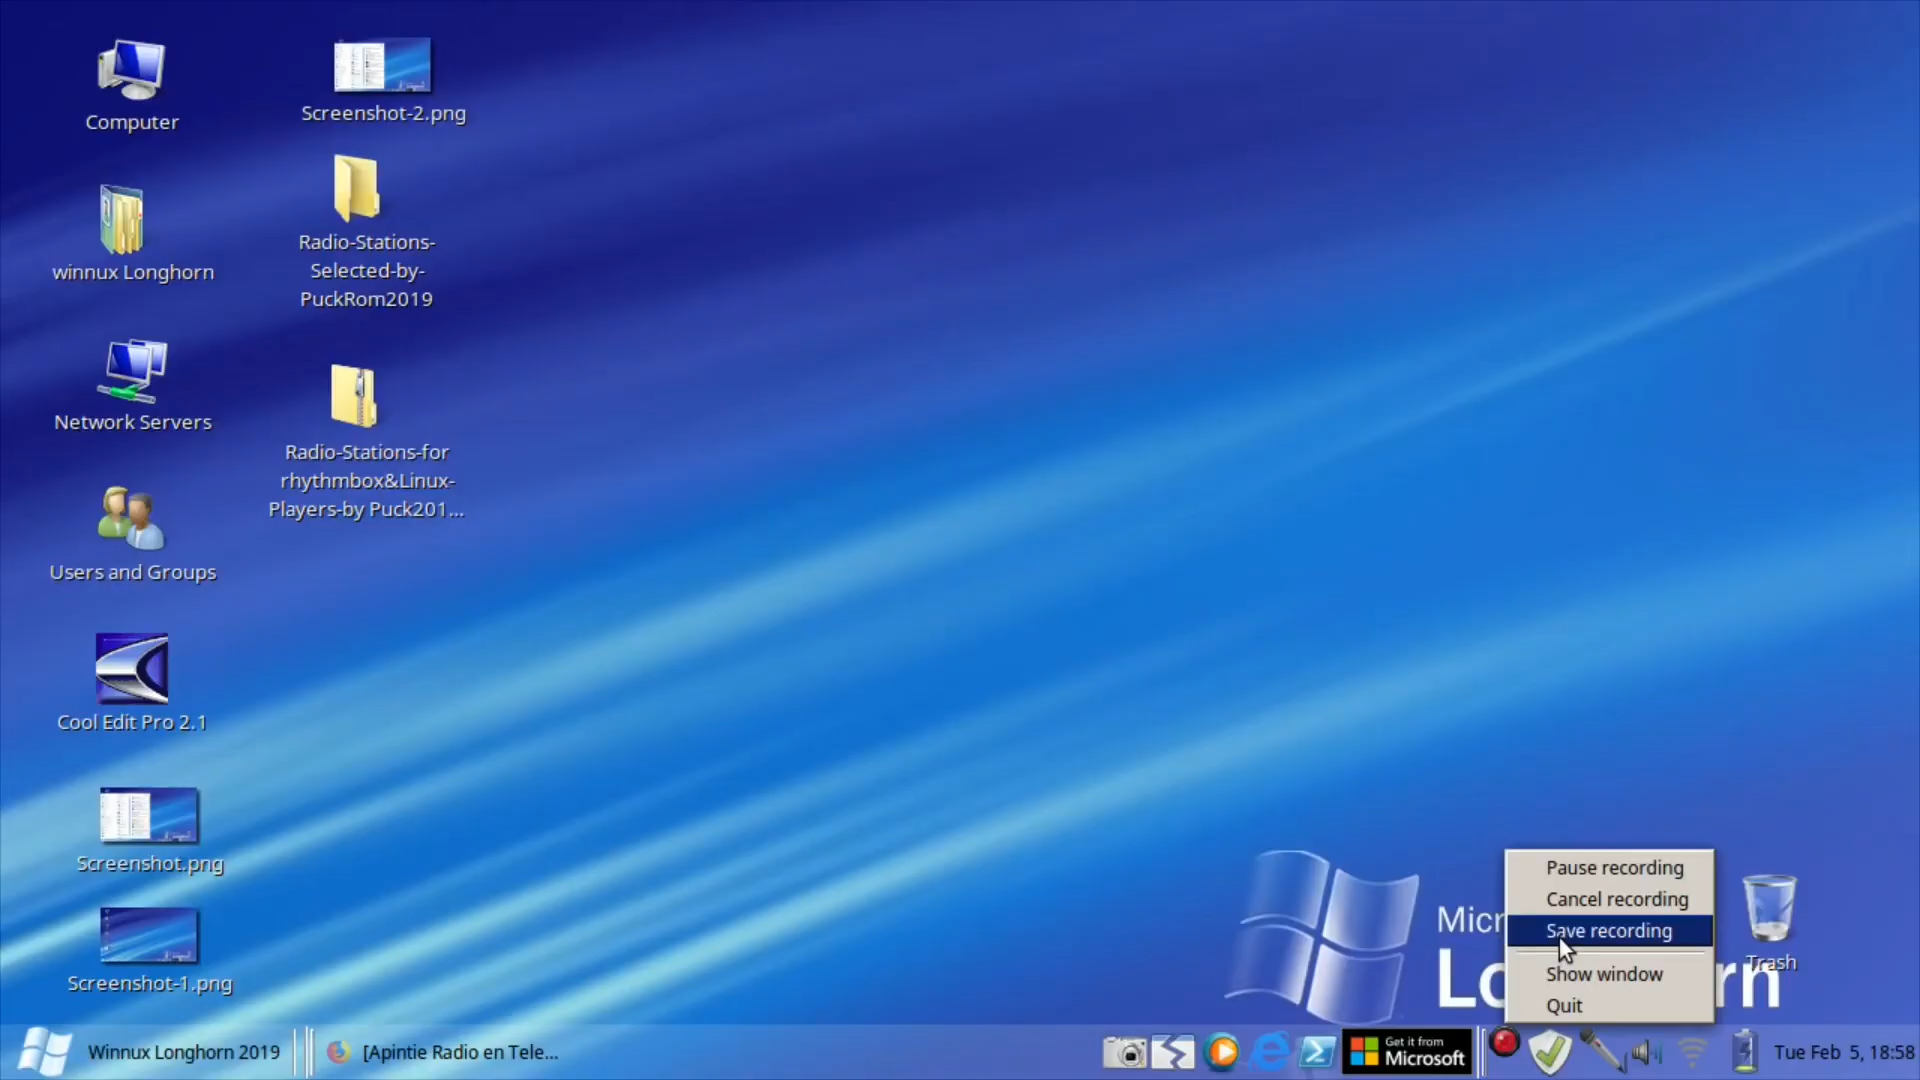 Computer
Screenshot-2.png
winnux Longhorn
Radio-Stations-
Selected-by-
PuckRom2019
Network Servers
Radio-Stations-for
rhythmbox&Linux-
Players-by Puck201...
Users and Groups
Cool Edit Pro 2.1
Screenshot.png
Screenshot-1.png
Micr
Lo
rn
Pause recording
Cancel recording
Save recording
Show window
Quit
Trash
Winnux Longhorn 2019
[Apintie Radio en Tele...
Get it from
Microsoft
Tue Feb 5, 18:58